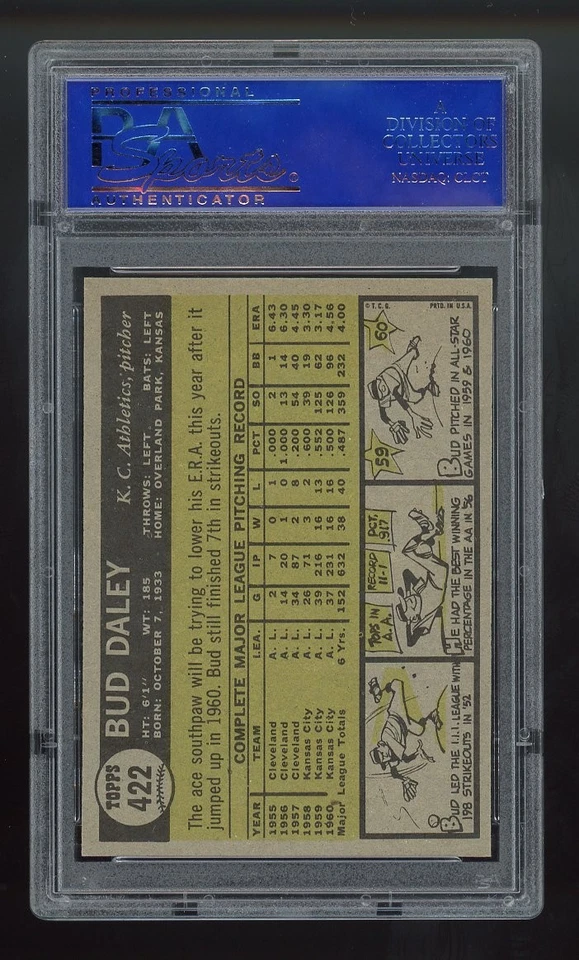 PROFESSIONAL
PSA
Sports
AUTHENTICATOR
A
DIVISION OF
COLLECTORS
UNIVERSE
NASDAQ: CLCT
TOPPS
422
BUD DALEY
K. C. Athletics, pitcher
HT: 6'1" WT: 185 THROWS: LEFT BATS: LEFT
BORN: OCTOBER 7, 1933 HOME: OVERLAND PARK, KANSAS
The ace southpaw will be trying to lower his E.R.A. this year after it
jumped up in 1960. Bud still finished 7th in strikeouts.
COMPLETE MAJOR LEAGUE PITCHING RECORD
YEAR TEAM LEA. G IP W L PCT SO BB ERA
1955 Cleveland A. L. 2 7 0 1 .000 2 1 6.43
1956 Cleveland A. L. 14 20 1 0 1.000 13 14 6.30
1957 Cleveland A. L. 34 87 2 8 .200 54 40 4.45
1958 Kansas City A. L. 26 71 3 2 .600 39 19 3.30
1959 Kansas City A. L. 39 216 16 13 .552 125 62 3.17
1960 Kansas City A. L. 37 231 16 16 .500 126 96 4.56
Major League Totals 6 Yrs. 152 632 38 40 .487 359 232 4.00
BUD LED THE I.I.I. LEAGUE WITH
198 STRIKEOUTS IN '52
TOPS IN
A.A.
RECORD
11-1
PCT.
.917
HE HAD THE BEST WINNING
PERCENTAGE IN THE AA IN '56
© T. C. G. PRTD. IN U.S.A.
59
60
BUD PITCHED IN ALL-STAR
GAMES IN 1959 & 1960